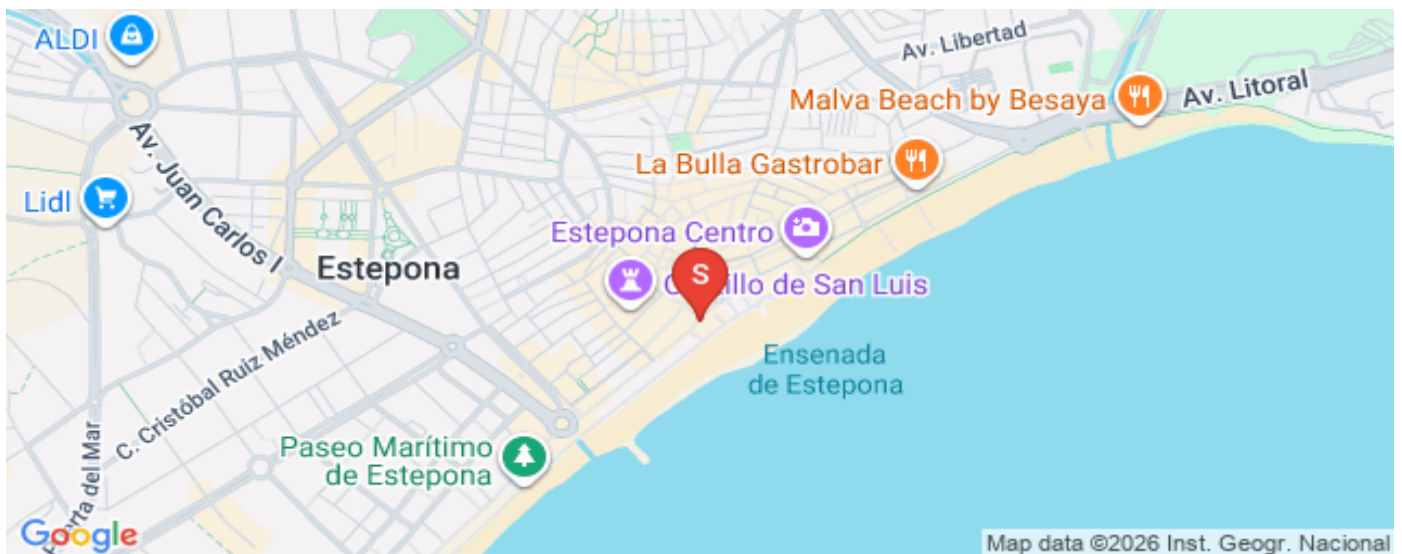 ALDI
Av. Libertad
Malva Beach by Besaya
Av. Litoral
Av. Juan Carlos I
La Bulla Gastrobar
Lidl
Estepona Centro
Estepona
S
illo de San Luis
C. Cristóbal Ruiz Méndez
Ensenada
de Estepona
Paseo Marítimo
de Estepona
del Mar
Google
Map data ©2026 Inst. Geogr. Nacional